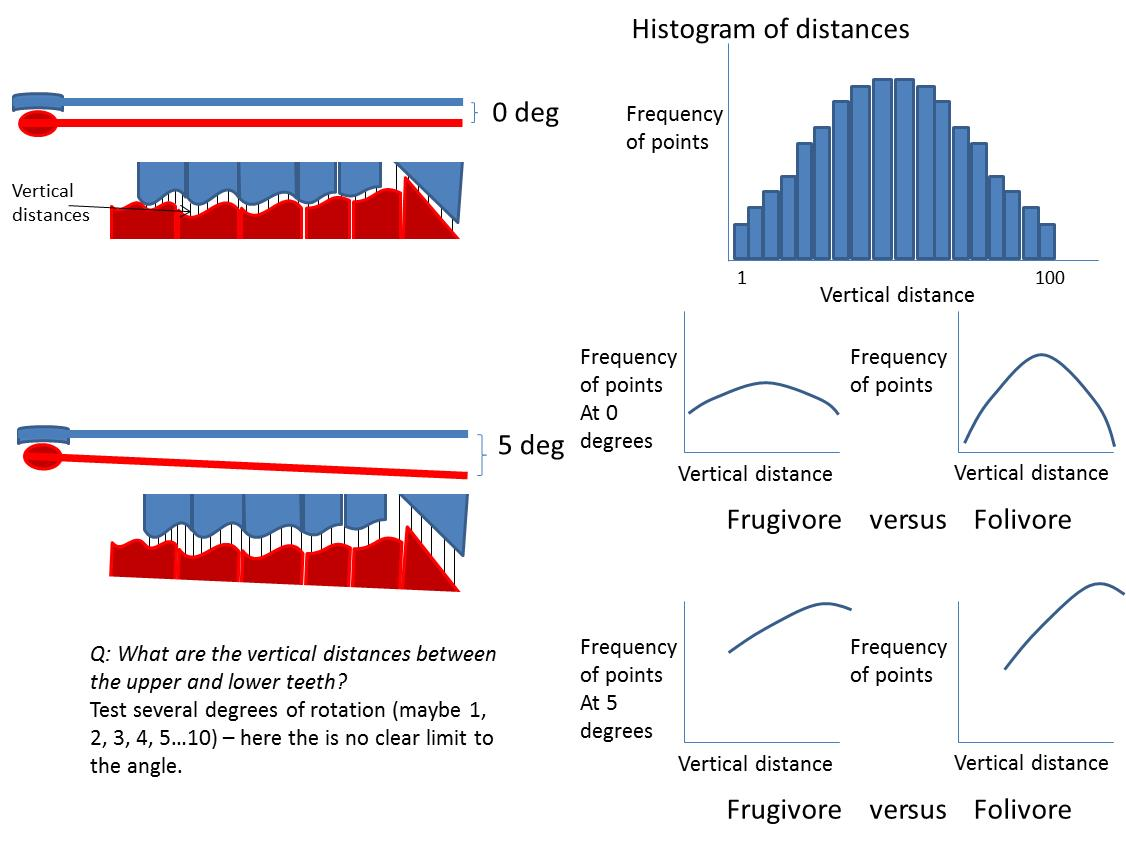 Histogram of distances
0 deg
Vertical
distances
Frequency
of points
1
100
Vertical distance
Frequency
of points
At 0
degrees
Vertical distance
Frequency
of points
Vertical distance
Frugivore versus Folivore
5 deg
Q: What are the vertical distances between
the upper and lower teeth?
Test several degrees of rotation (maybe 1,
2, 3, 4, 5...10) – here the is no clear limit to
the angle.
Frequency
of points
At 5
degrees
Vertical distance
Frequency
of points
Vertical distance
Frugivore versus Folivore